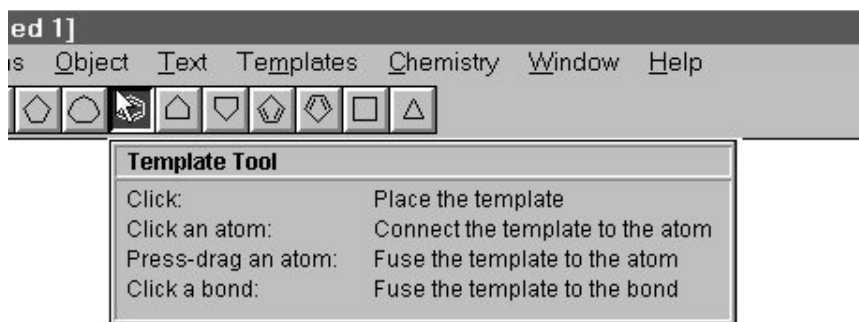 ed 1]
s Object Text Templates Chemistry Window Help
Template Tool
Click: Place the template
Click an atom: Connect the template to the atom
Press-drag an atom: Fuse the template to the atom
Click a bond: Fuse the template to the bond